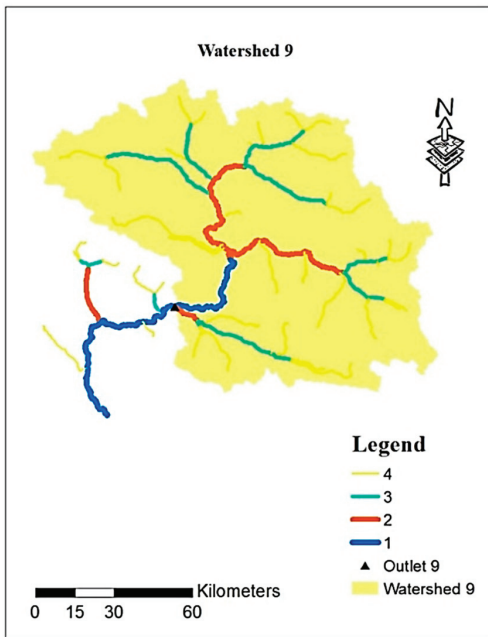 Watershed 9
N
Legend
4
3
2
1
Outlet 9
Watershed 9
Kilometers
0 15 30 60